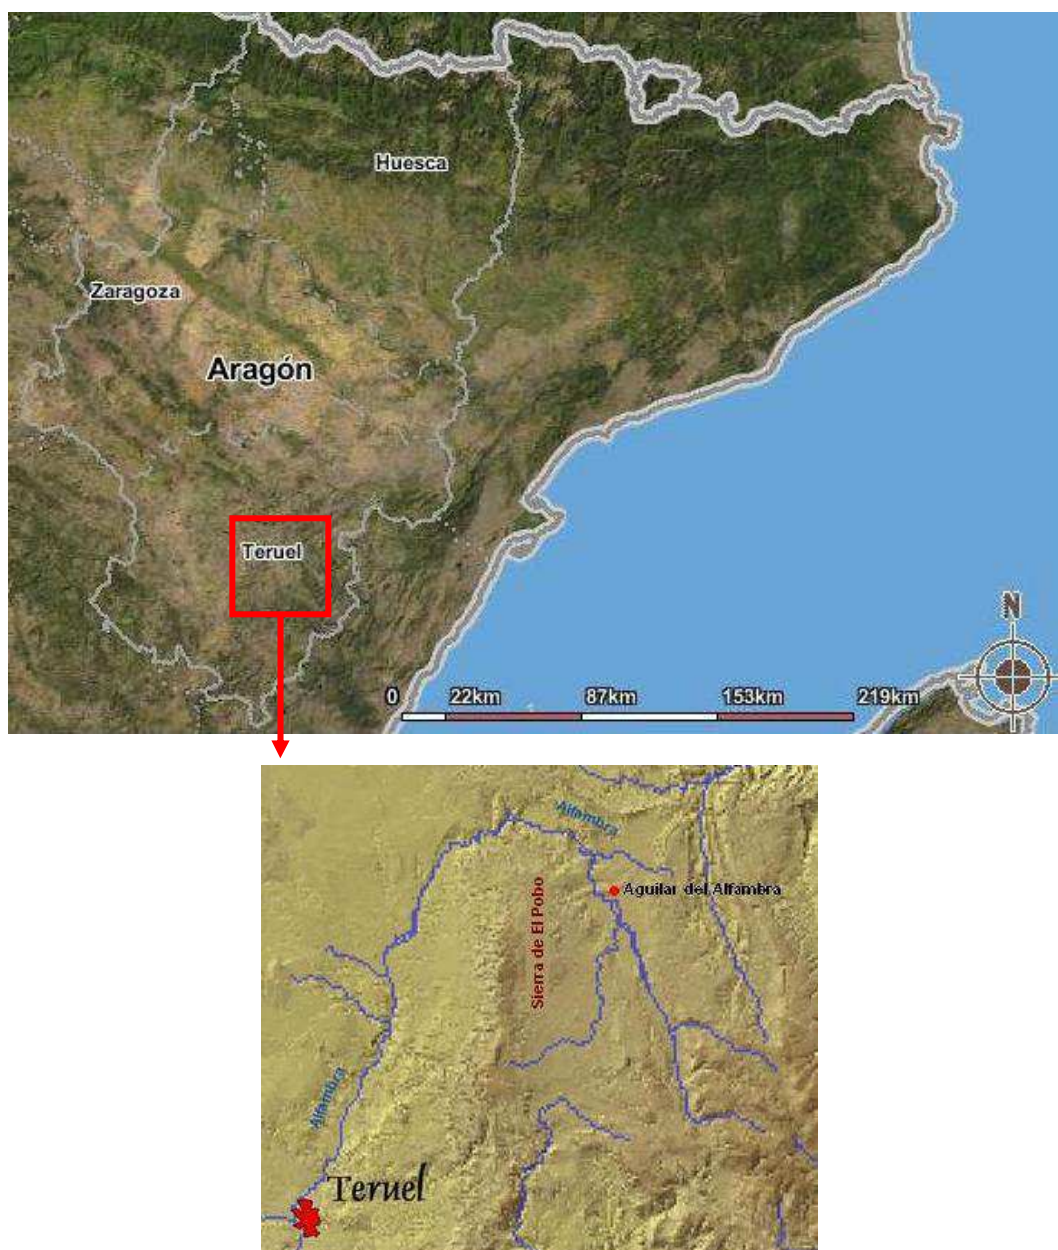 Huesca
Zaragoza
Aragón
Teruel
N
0 22km 87km 153km 219km
Alfambra
Aguilar del Alfambra
Sierra de El Pobo
Alfambra
Teruel